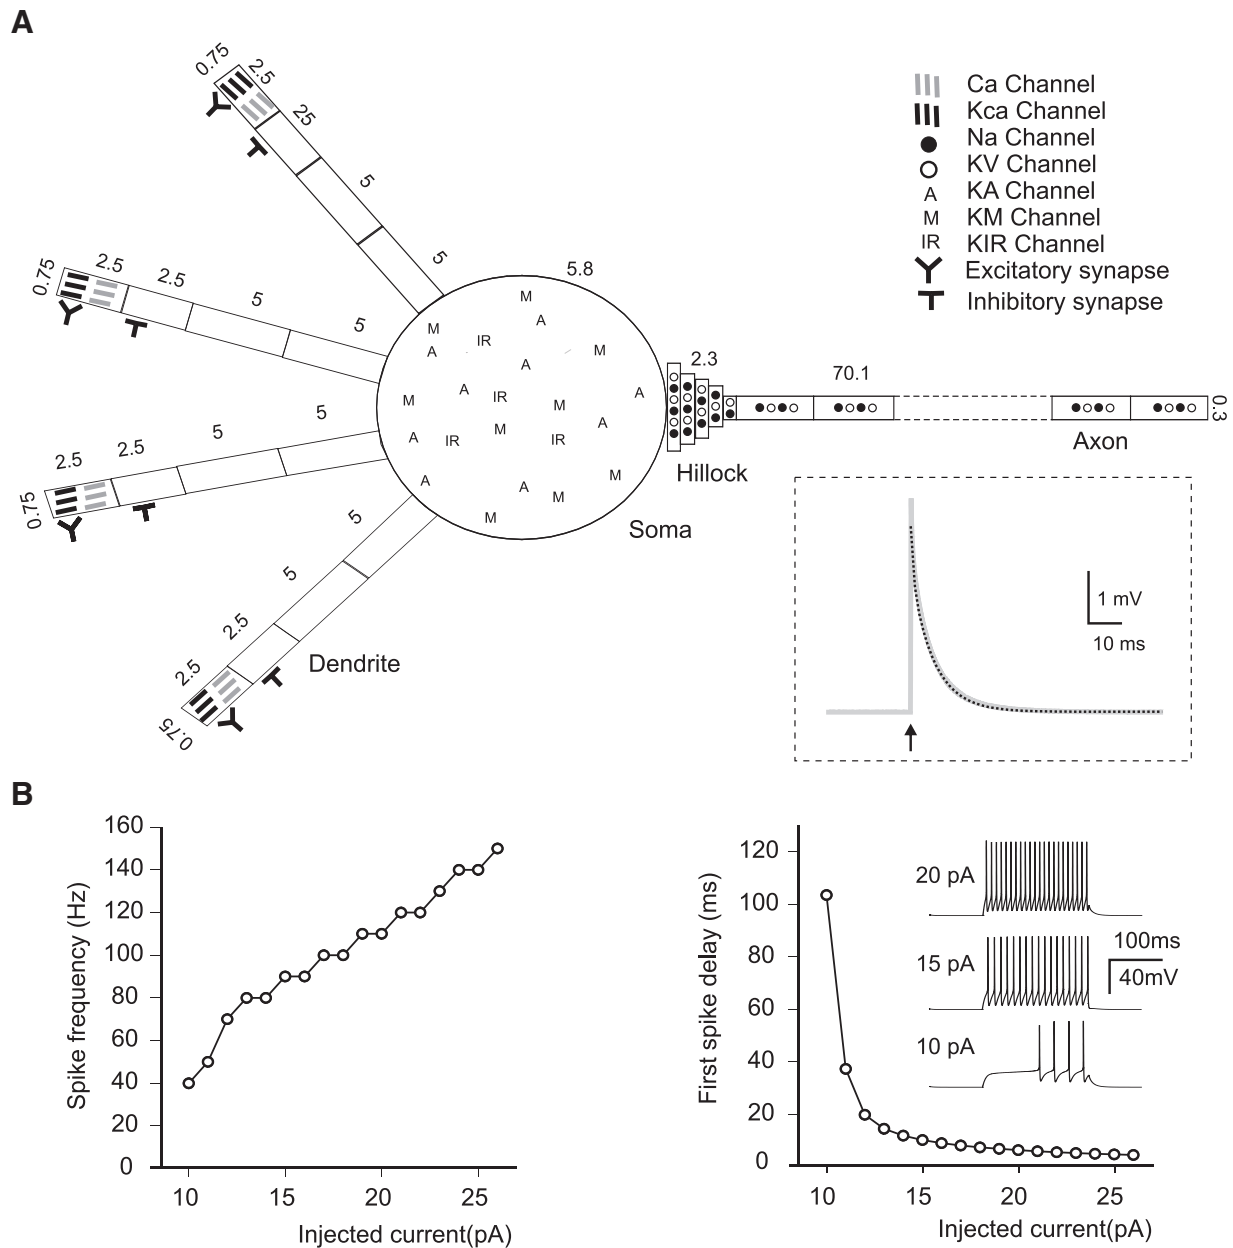 A
0.75
2.5
25
5
5
Ca Channel
Kca Channel
Na Channel
KV Channel
A KA Channel
M KM Channel
IR KIR Channel
Excitatory synapse
Inhibitory synapse
0.75
2.5
2.5
5
5
5.8
M
A
M
A
IR
M
A
A
IR
A
M
M
A
A
IR
M
IR
A
A
M
M
M
2.3
70.1
0.3
Axon
Hillock
Soma
0.75
2.5
2.5
5
5
0.75
2.5
2.5
5
5
Dendrite
1 mV
10 ms
B
Spike frequency (Hz)
160
140
120
100
80
60
40
20
0
10 15 20 25
Injected current(pA)
First spike delay (ms)
120
100
80
60
40
20
0
10 15 20 25
Injected current(pA)
20 pA
15 pA
10 pA
100ms
40mV